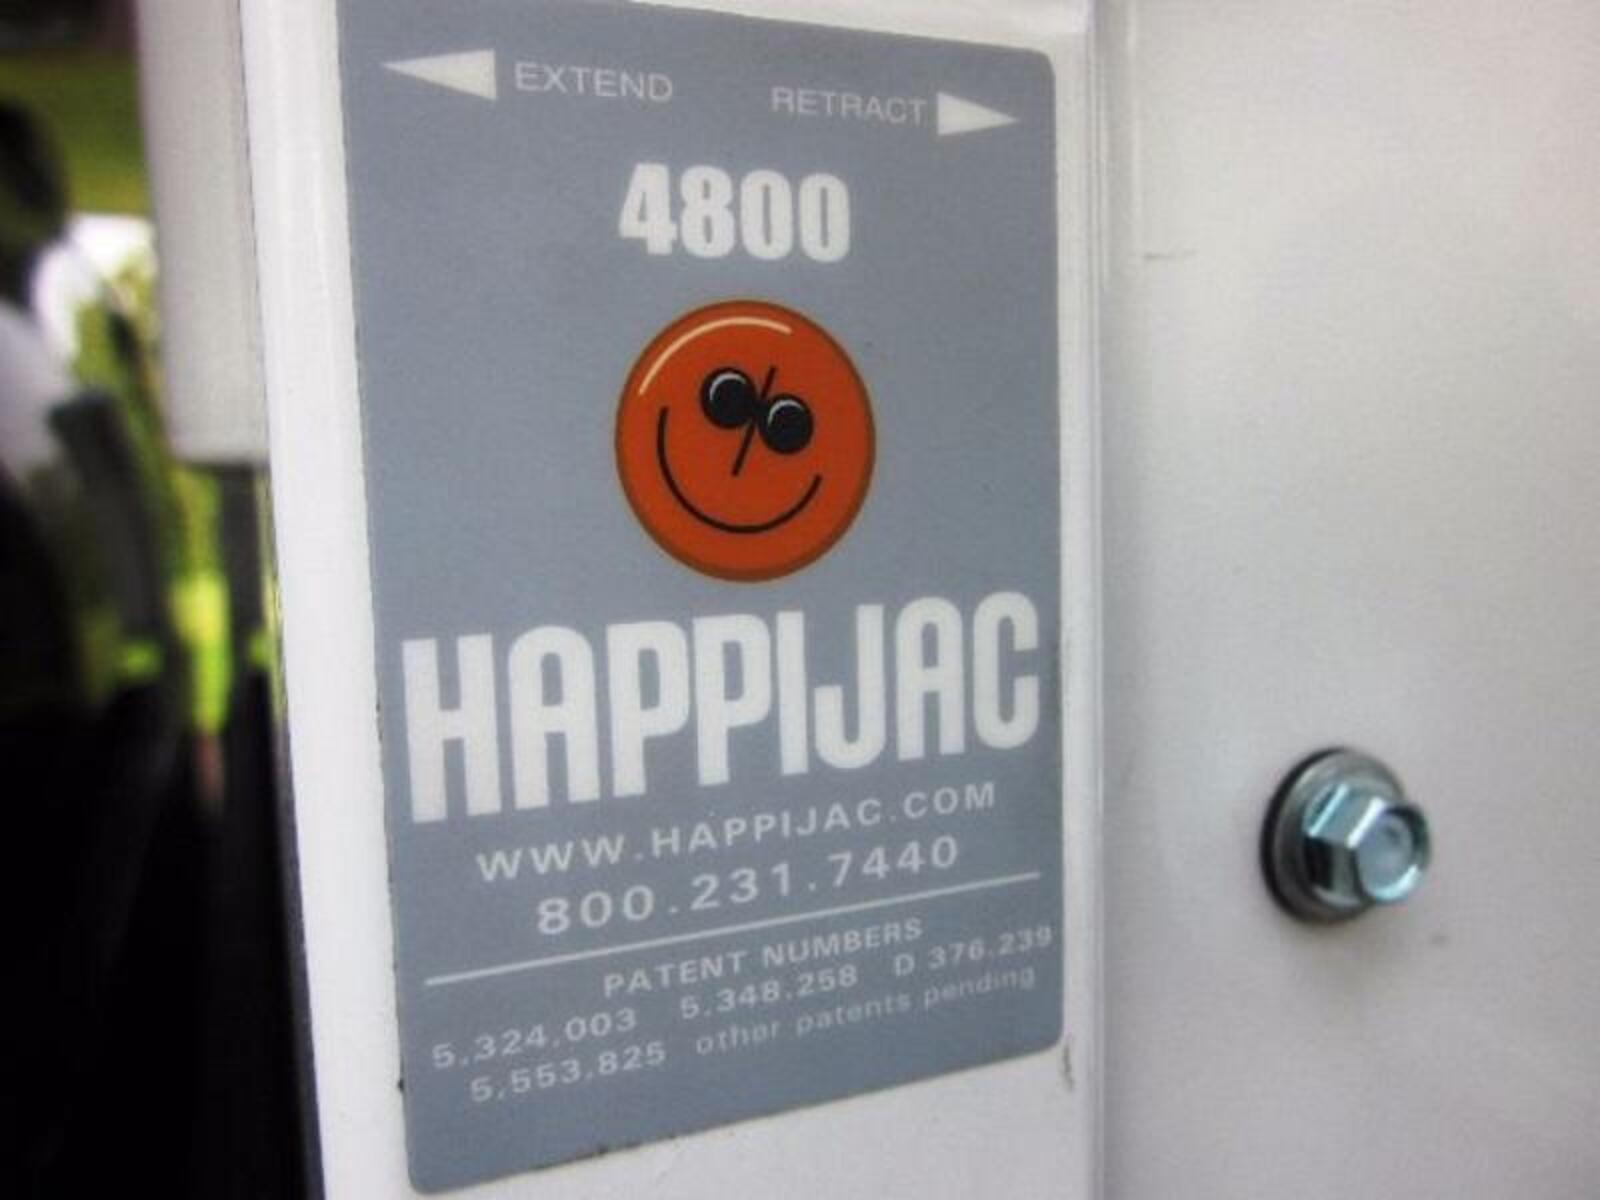 EXTEND RETRACT
4800
HAPPIJAC
WWW.HAPPIJAC.COM
800.231.7440
PATENT NUMBERS
5,324,003 5,348,258 D 376,239
5,553,825 other patents pending